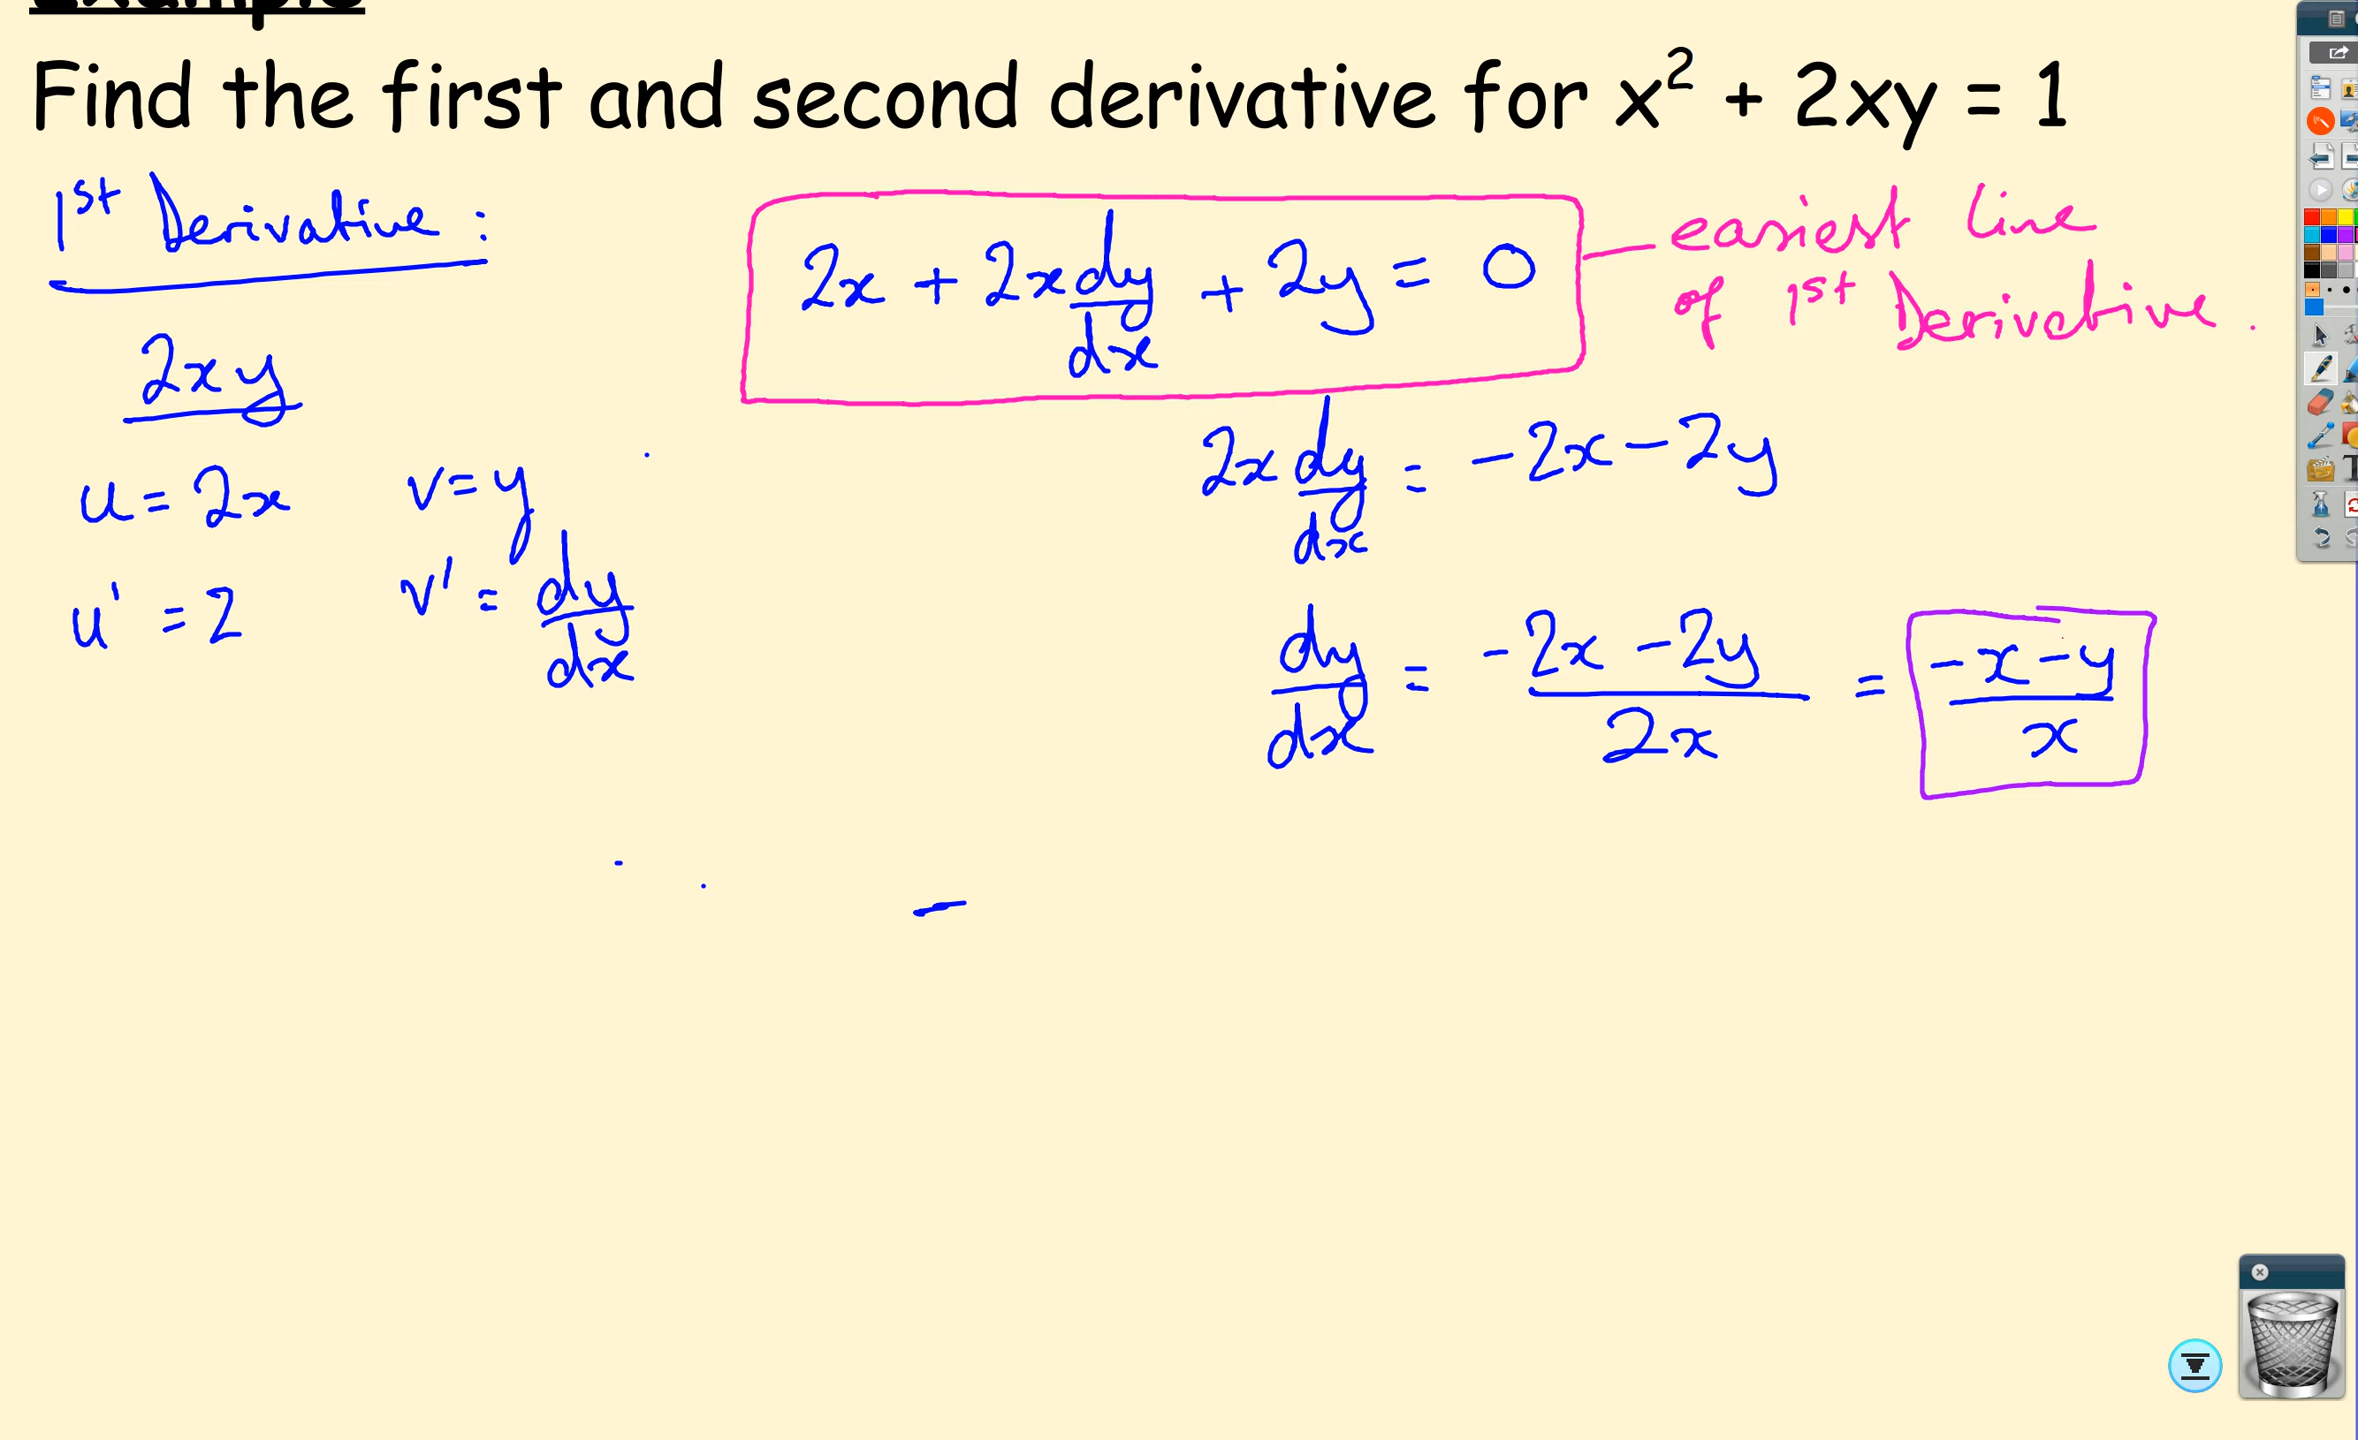 Example
Find the first and second derivative for x² + 2xy = 1
1st Derivative :
2xy
u = 2x v = y
u' = 2 v' = dy/dx
2x + 2x dy/dx + 2y = 0
easiest line
of 1st Derivative.
2x dy/dx = -2x - 2y
dy/dx = (-2x - 2y)/2x = (-x - y)/x